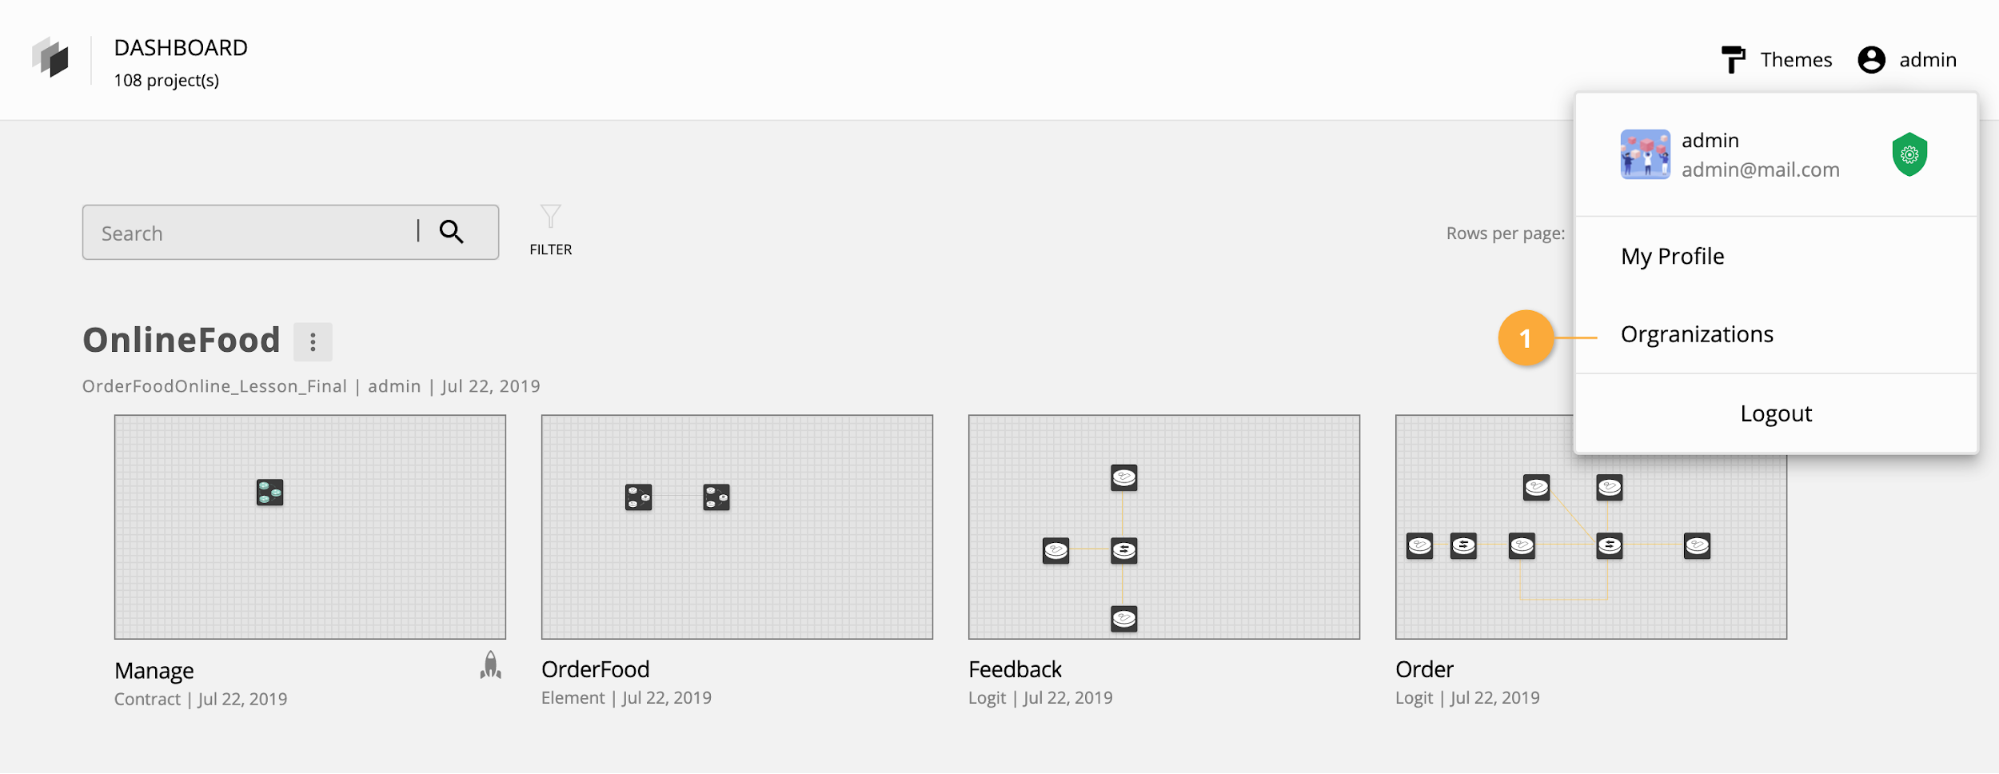 DASHBOARD
108 project(s)
Themes
admin
admin
admin@mail.com
Search
FILTER
Rows per page:
My Profile
1
Orgranizations
Logout
OnlineFood
OrderFoodOnline_Lesson_Final | admin | Jul 22, 2019
Manage
Contract | Jul 22, 2019
OrderFood
Element | Jul 22, 2019
Feedback
Logit | Jul 22, 2019
Order
Logit | Jul 22, 2019